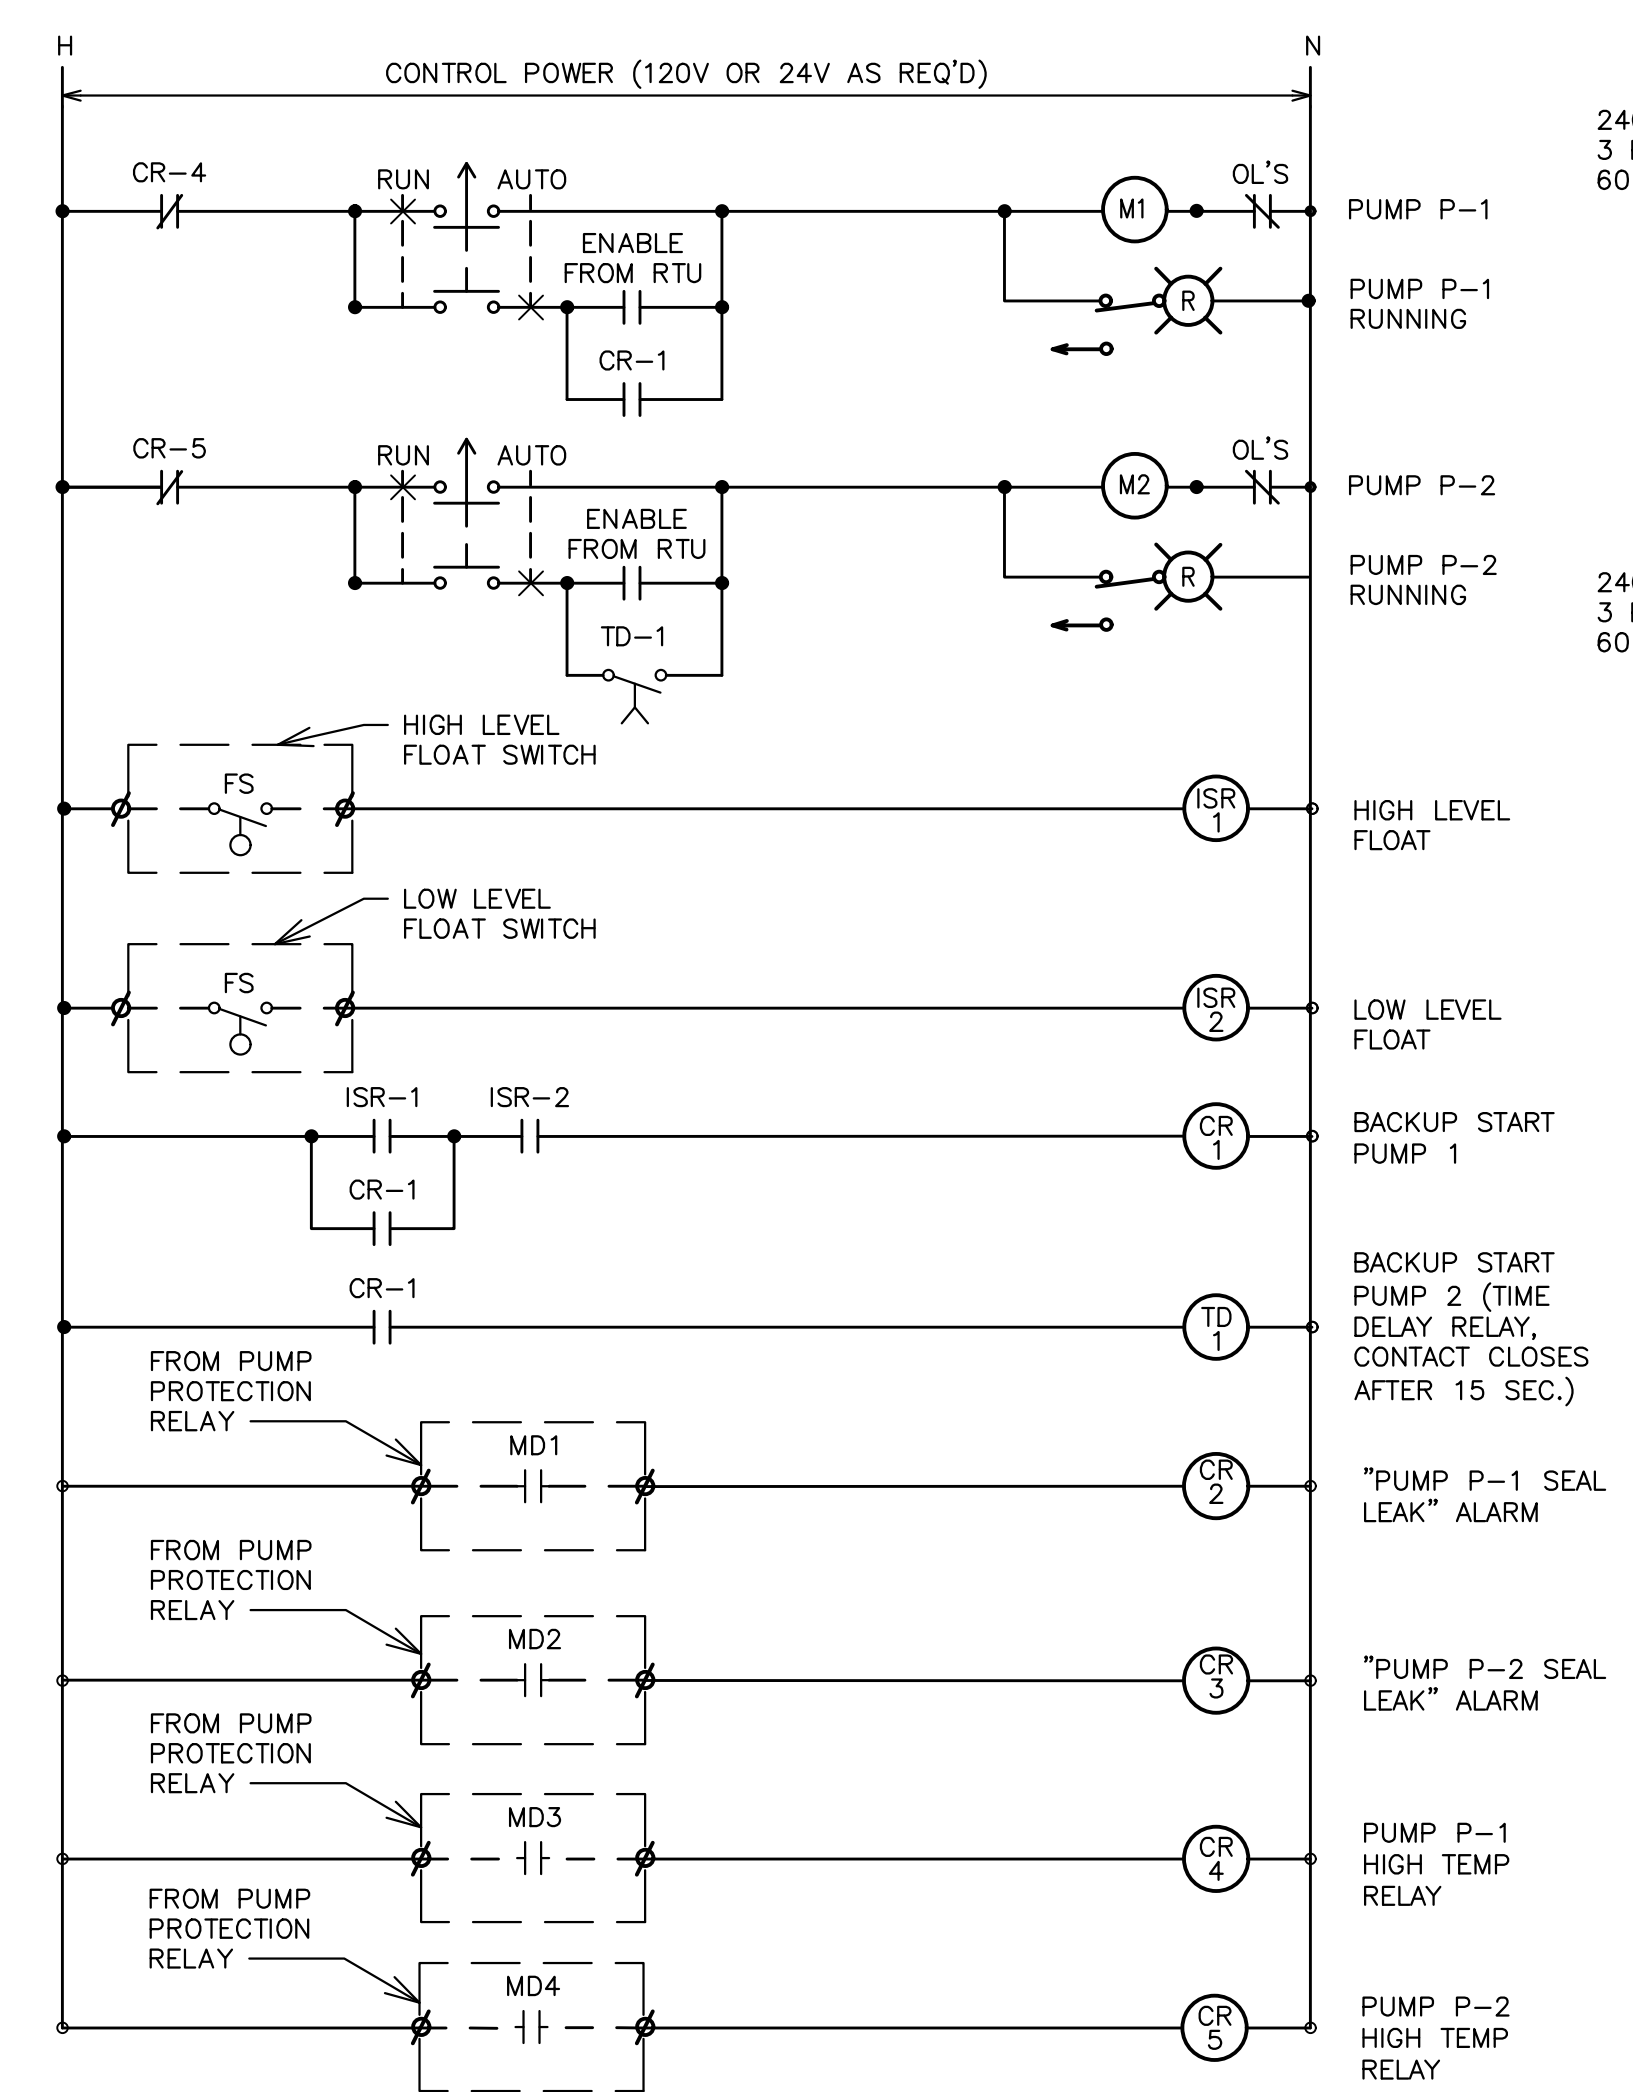 H
N
CONTROL POWER (120V OR 24V AS REQ'D)
CR-4
RUN
AUTO
ENABLE
FROM RTU
CR-1
M1
OL'S
PUMP P-1
R
PUMP P-1
RUNNING
CR-5
RUN
AUTO
ENABLE
FROM RTU
TD-1
M2
OL'S
PUMP P-2
R
PUMP P-2
RUNNING
HIGH LEVEL
FLOAT SWITCH
FS
ISR
1
HIGH LEVEL
FLOAT
LOW LEVEL
FLOAT SWITCH
FS
ISR
2
LOW LEVEL
FLOAT
ISR-1
ISR-2
CR-1
CR
1
BACKUP START
PUMP 1
CR-1
TD
1
BACKUP START
PUMP 2 (TIME
DELAY RELAY,
CONTACT CLOSES
AFTER 15 SEC.)
FROM PUMP
PROTECTION
RELAY
MD1
CR
2
"PUMP P-1 SEAL
LEAK" ALARM
FROM PUMP
PROTECTION
RELAY
MD2
CR
3
"PUMP P-2 SEAL
LEAK" ALARM
FROM PUMP
PROTECTION
RELAY
MD3
CR
4
PUMP P-1
HIGH TEMP
RELAY
FROM PUMP
PROTECTION
RELAY
MD4
CR
5
PUMP P-2
HIGH TEMP
RELAY
3
60
3
60